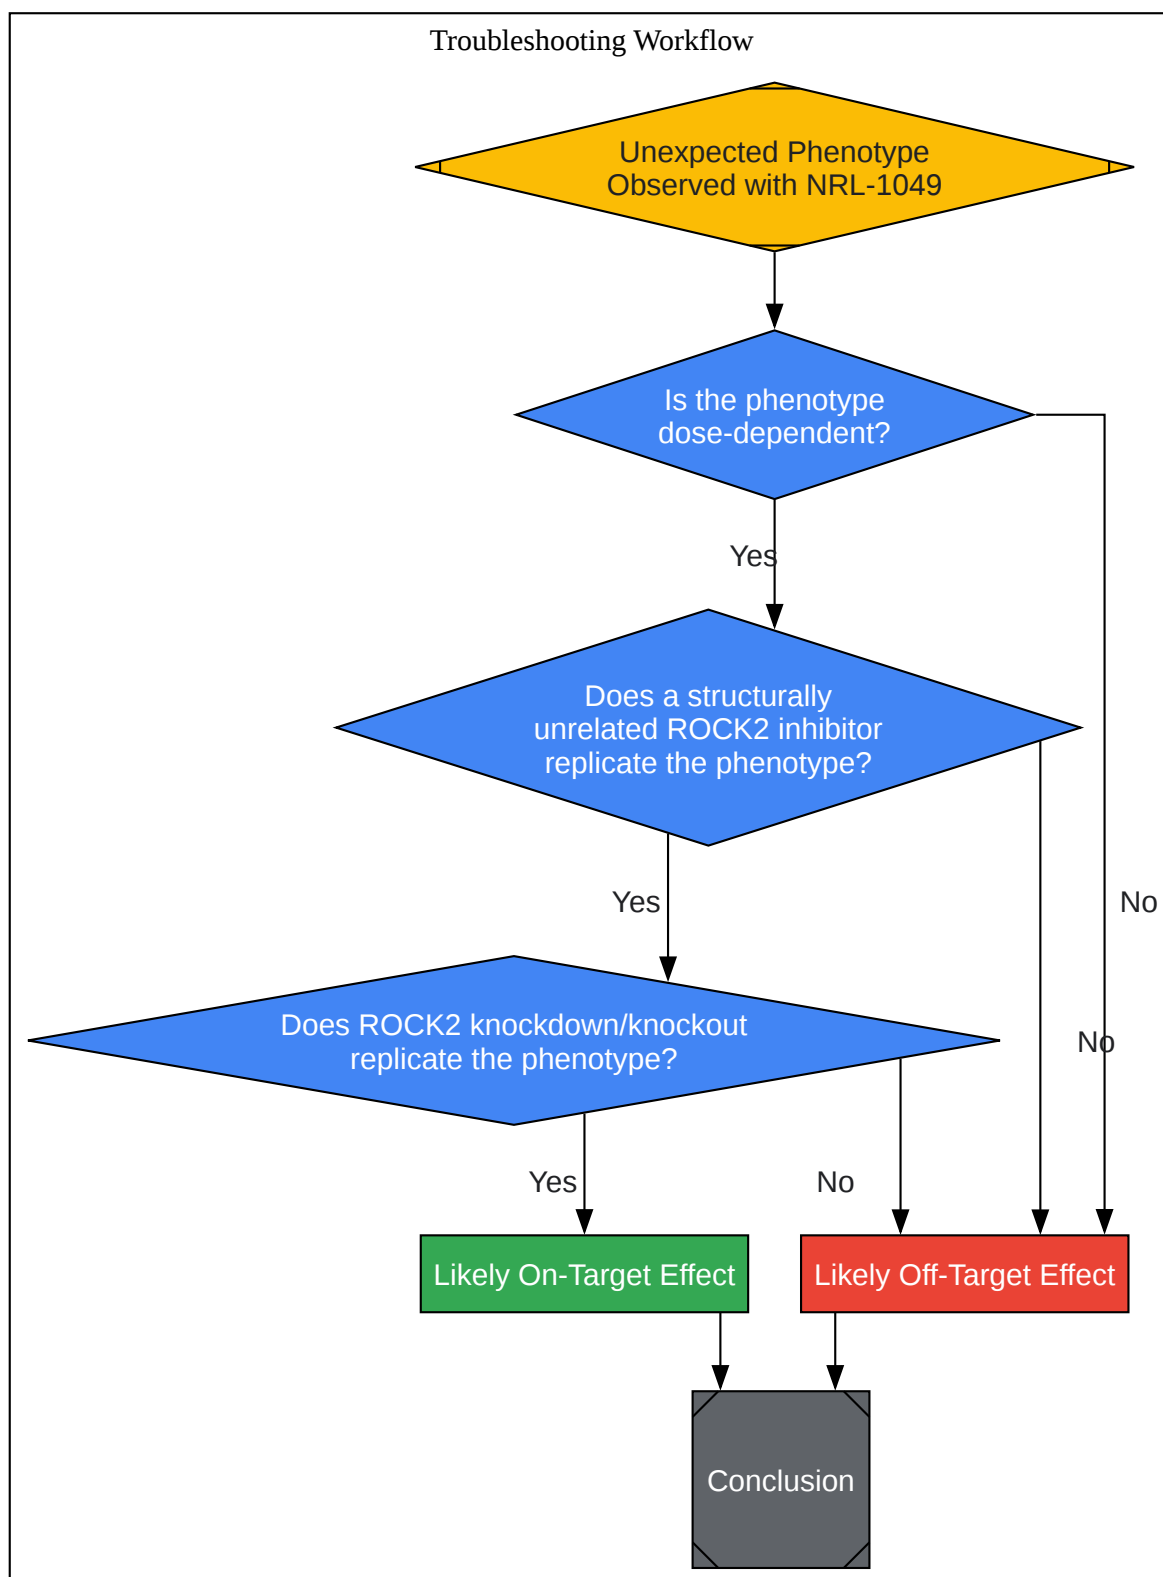 Troubleshooting Workflow
Unexpected Phenotype
Observed with NRL-1049
Is the phenotype
dose-dependent?
Yes
Does a structurally
unrelated ROCK2 inhibitor
replicate the phenotype?
Yes
No
Does ROCK2 knockdown/knockout
replicate the phenotype?
No
Yes
No
Likely On-Target Effect
Likely Off-Target Effect
Conclusion